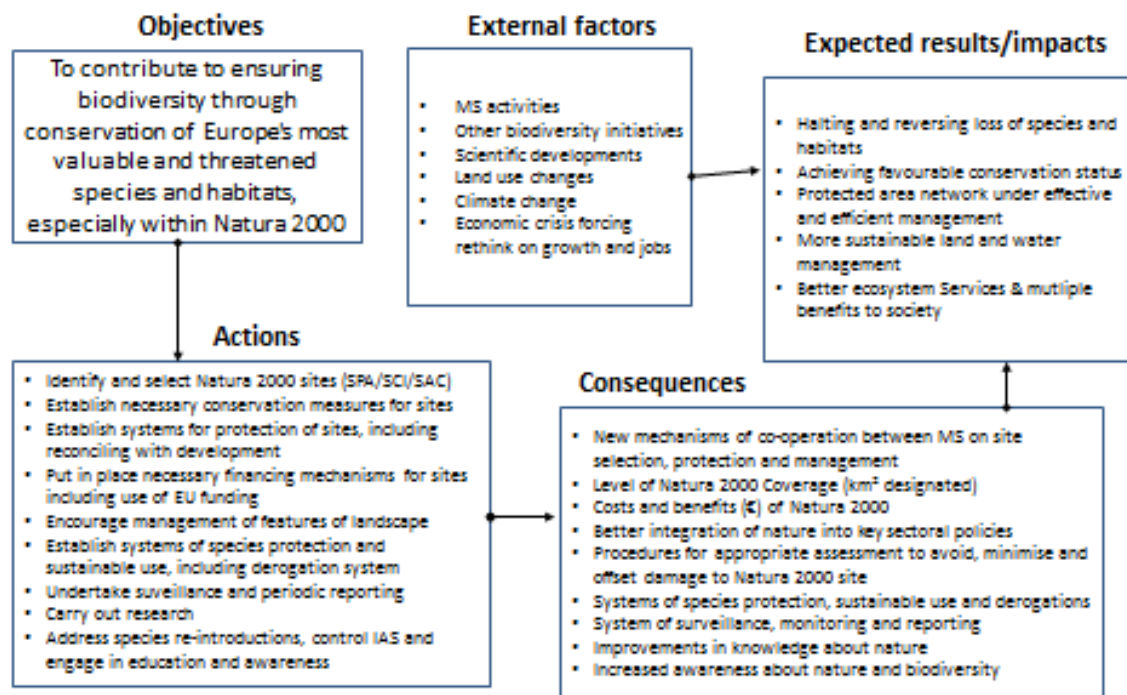 Objectives
To contribute to ensuring
biodiversity through
conservation of Europe's most
valuable and threatened
species and habitats,
especially within Natura 2000
External factors
• MS activities
• Other biodiversity initiatives
• Scientific developments
• Land use changes
• Climate change
• Economic crisis forcing
rethink on growth and jobs
Expected results/impacts
• Halting and reversing loss of species and
habitats
• Achieving favourable conservation status
• Protected area network under effective
and efficient management
• More sustainable land and water
management
• Better ecosystem Services & mutliple
benefits to society
Actions
• Identify and select Natura 2000 sites (SPA/SCI/SAC)
• Establish necessary conservation measures for sites
• Establish systems for protection of sites, including
reconciling with development
• Put in place necessary financing mechanisms for sites
including use of EU funding
• Encourage management of features of landscape
• Establish systems of species protection and
sustainable use, including derogation system
• Undertake suveillance and periodic reporting
• Carry out research
• Address species re-introductions, control IAS and
engage in education and awareness
Consequences
• New mechanisms of co-operation between MS on site
selection, protection and management
• Level of Natura 2000 Coverage (km² designated)
• Costs and benefits (€) of Natura 2000
• Better integration of nature into key sectoral policies
• Procedures for appropriate assessment to avoid, minimise and
offset damage to Natura 2000 site
• Systems of species protection, sustainable use and derogations
• System of surveillance, monitoring and reporting
• Improvements in knowledge about nature
• Increased awareness about nature and biodiversity